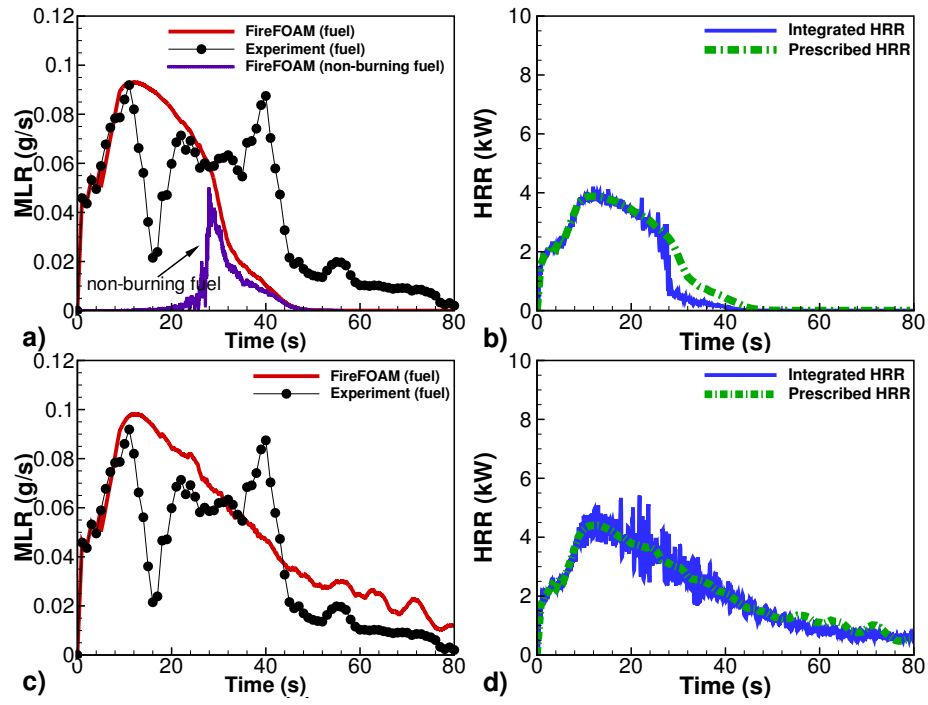 0.12
FireFOAM (fuel)
Experiment (fuel)
FireFOAM (non-burning fuel)
0.1
0.08
0.06
0.04
0.02
0
MLR (g/s)
non-burning fuel
0 20 40 60 80
Time (s)
a)
10
Integrated HRR
Prescribed HRR
8
6
4
2
0
HRR (kW)
0 20 40 60 80
Time (s)
b)
0.12
FireFOAM (fuel)
Experiment (fuel)
0.1
0.08
0.06
0.04
0.02
0
MLR (g/s)
0 20 40 60 80
Time (s)
c)
10
Integrated HRR
Prescribed HRR
8
6
4
2
0
HRR (kW)
0 20 40 60 80
Time (s)
d)